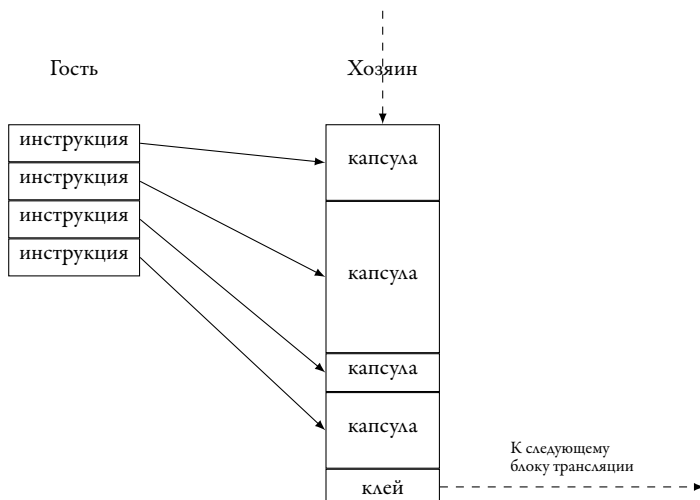 Гость
Хозяин
инструкция
инструкция
инструкция
инструкция
капсула
капсула
капсула
капсула
клей
К следующему
блоку трансляции